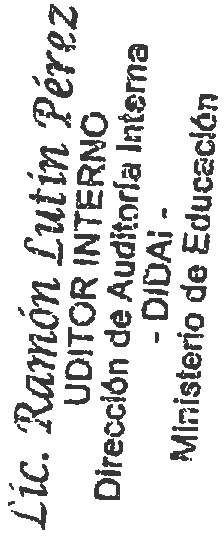 Lic. Ramón Lutín Pérez
UDITOR INTERNO
Dirección de Auditoría Interna
- DIDAI -
Ministerio de Educación